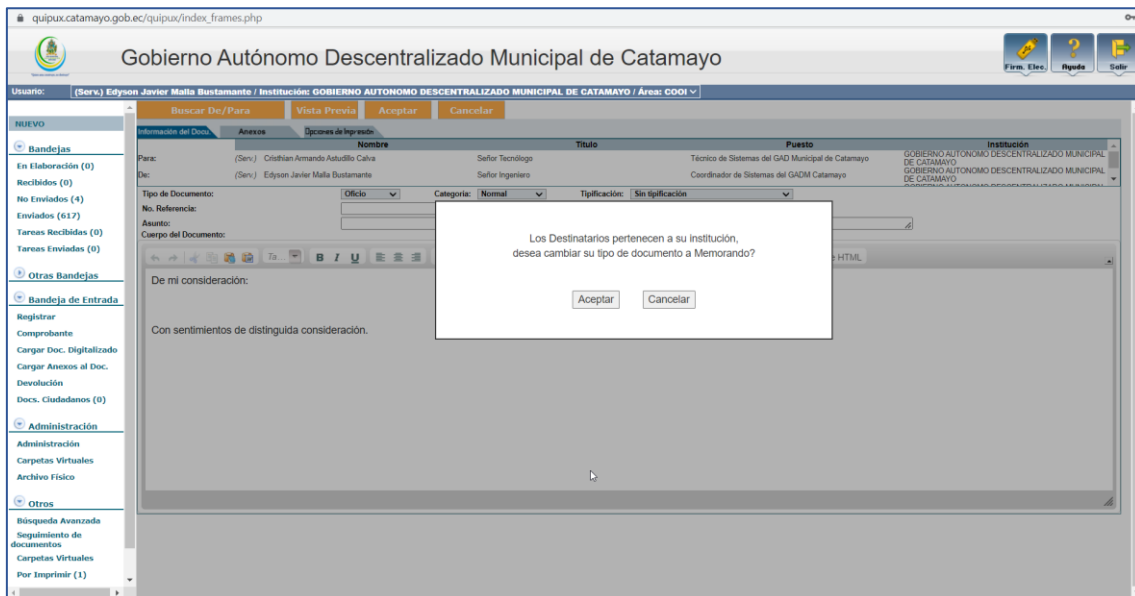 quipux.catamayo.gob.ec/quipux/index_frames.php
Gobierno Autónomo Descentralizado Municipal de Catamayo
Firm. Elec. Ayuda Salir
Usuario: (Serv.) Edyson Javier Malla Bustamante / Institución: GOBIERNO AUTONOMO DESCENTRALIZADO MUNICIPAL DE CATAMAYO / Área: COOI
Buscar De/Para Vista Previa Aceptar Cancelar
NUEVO
Bandejas
En Elaboración (0)
Recibidos (0)
No Enviados (4)
Enviados (617)
Tareas Recibidas (0)
Tareas Enviadas (0)
Otras Bandejas
Bandeja de Entrada
Registrar
Comprobante
Cargar Doc. Digitalizado
Cargar Anexos al Doc.
Devolución
Docs. Ciudadanos (0)
Administración
Administración
Carpetas Virtuales
Archivo Físico
Otros
Búsqueda Avanzada
Seguimiento de
documentos
Carpetas Virtuales
Por Imprimir (1)
Información del Docu. Anexos Opciones de Impresión
Nombre Titulo Puesto Institución
Para: (Serv.) Cristhian Armando Astudillo Calva Señor Tecnólogo Técnico de Sistemas del GAD Municipal de Catamayo GOBIERNO AUTONOMO DESCENTRALIZADO MUNICIPAL
DE CATAMAYO
De: (Serv.) Edyson Javier Malla Bustamante Señor Ingeniero Coordinador de Sistemas del GADM Catamayo GOBIERNO AUTONOMO DESCENTRALIZADO MUNICIPAL
DE CATAMAYO
Tipo de Documento: Oficio Categoria: Normal Tipificación: Sin tipificación
No. Referencia:
Asunto:
Cuerpo del Documento:
Ta... B I U HTML
De mi consideración:
Con sentimientos de distinguida consideración.
Los Destinatarios pertenecen a su institución,
desea cambiar su tipo de documento a Memorando?
Aceptar Cancelar